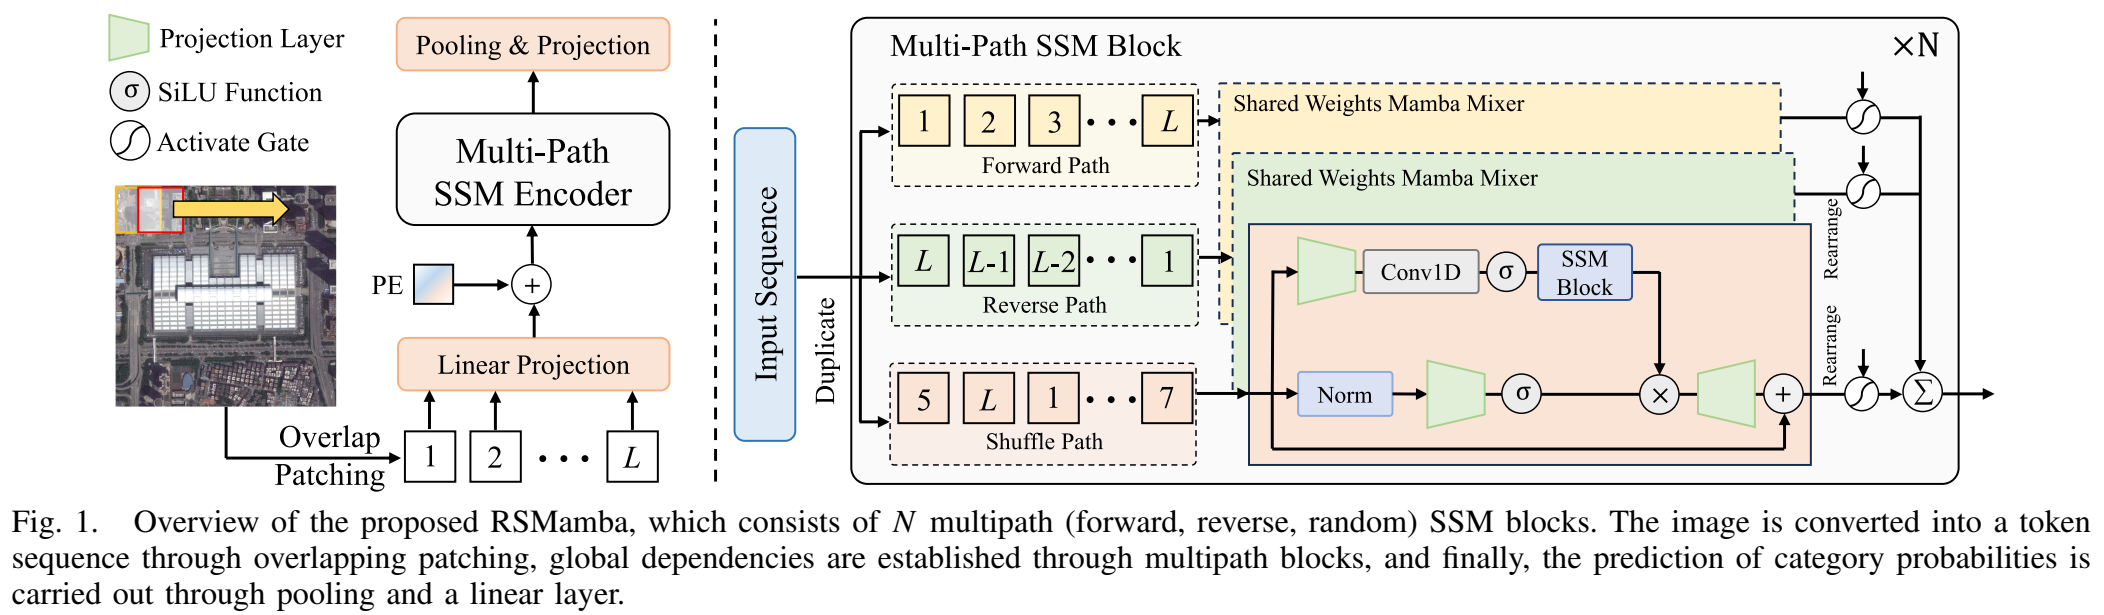 Projection Layer
σ SiLU Function
Activate Gate
Pooling & Projection
Multi-Path
SSM Encoder
PE
+
Linear Projection
Overlap
Patching
1 2 • • • L
Input Sequence
Duplicate
Multi-Path SSM Block
×N
1 2 3 • • • L
Forward Path
L L-1 L-2 • • • 1
Reverse Path
5 L 1 • • • 7
Shuffle Path
Shared Weights Mamba Mixer
Shared Weights Mamba Mixer
Conv1D σ SSM
Block
Norm σ × +
Rearrange
Rearrange
Σ
Fig. 1. Overview of the proposed RSMamba, which consists of N multipath (forward, reverse, random) SSM blocks. The image is converted into a token
sequence through overlapping patching, global dependencies are established through multipath blocks, and finally, the prediction of category probabilities is
carried out through pooling and a linear layer.